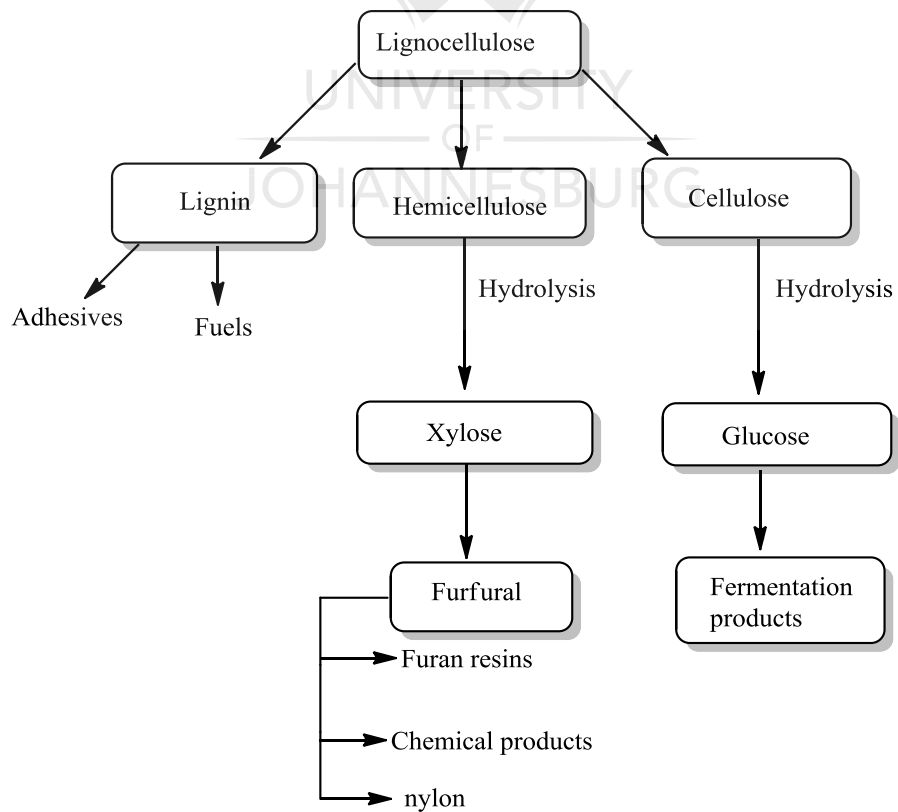 Lignocellulose
UNIVERSITY
OF
JOHANNESBURG
Lignin
Hemicellulose
Cellulose
Hydrolysis
Hydrolysis
Adhesives
Fuels
Xylose
Glucose
Furfural
Fermentation
products
Furan resins
Chemical products
nylon